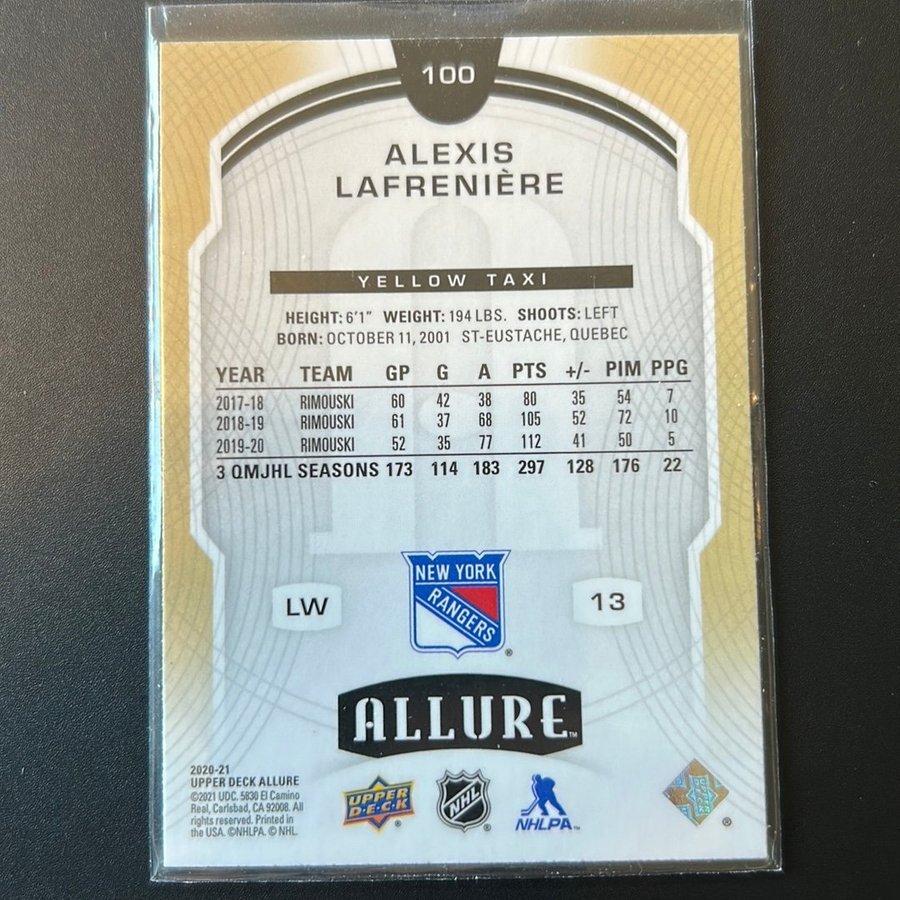 100
ALEXIS
LAFRENIÈRE
YELLOW TAXI
HEIGHT: 6'1" WEIGHT: 194 LBS. SHOOTS: LEFT
BORN: OCTOBER 11, 2001 ST-EUSTACHE, QUEBEC
YEAR TEAM GP G A PTS +/- PIM PPG
2017-18 RIMOUSKI 60 42 38 80 35 54 7
2018-19 RIMOUSKI 61 37 68 105 52 72 10
2019-20 RIMOUSKI 52 35 77 112 41 50 5
3 QMJHL SEASONS 173 114 183 297 128 176 22
NEW YORK
RANGERS
®
LW
13
ALLURE™
2020-21
UPPER DECK ALLURE
©2021 UDC. 5830 El Camino
Real, Carlsbad, CA 92008. All
rights reserved. Printed in
the USA. ©NHLPA. © NHL.
UPPER
DECK
®
NHL
®
NHLPA™
UPPER
DECK
®